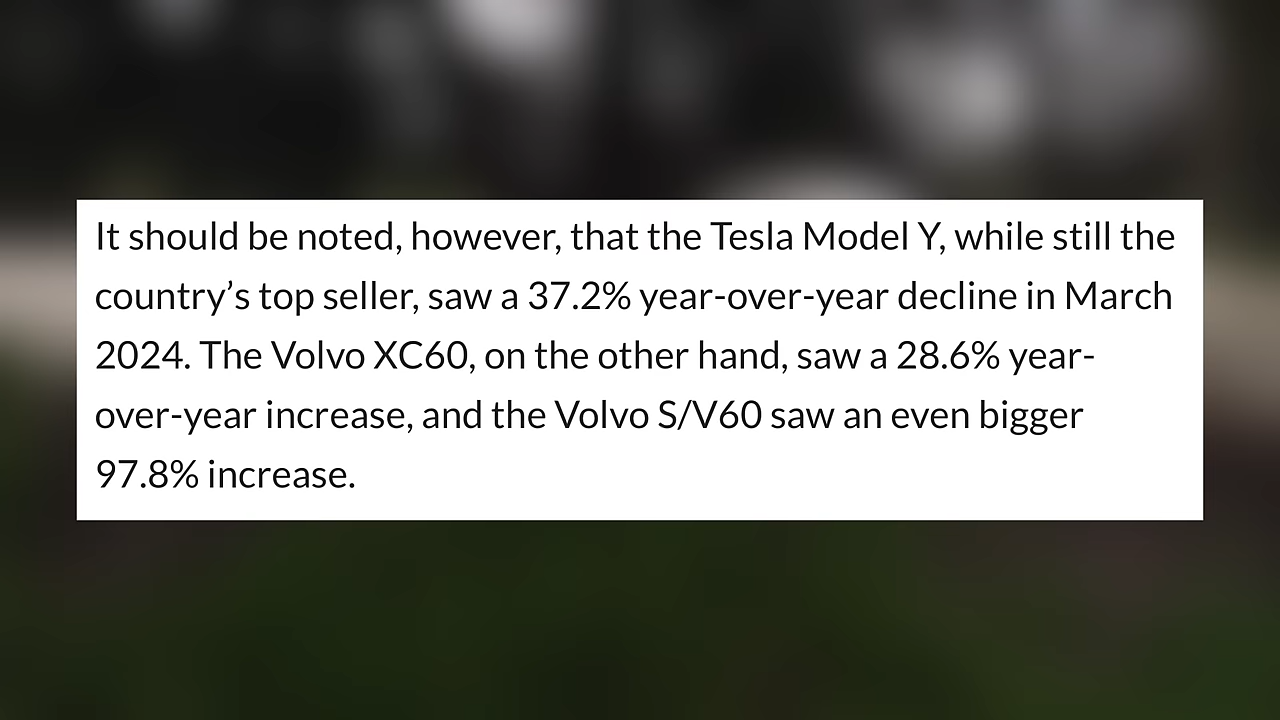 It should be noted, however, that the Tesla Model Y, while still the
country’s top seller, saw a 37.2% year-over-year decline in March
2024. The Volvo XC60, on the other hand, saw a 28.6% year-
over-year increase, and the Volvo S/V60 saw an even bigger
97.8% increase.